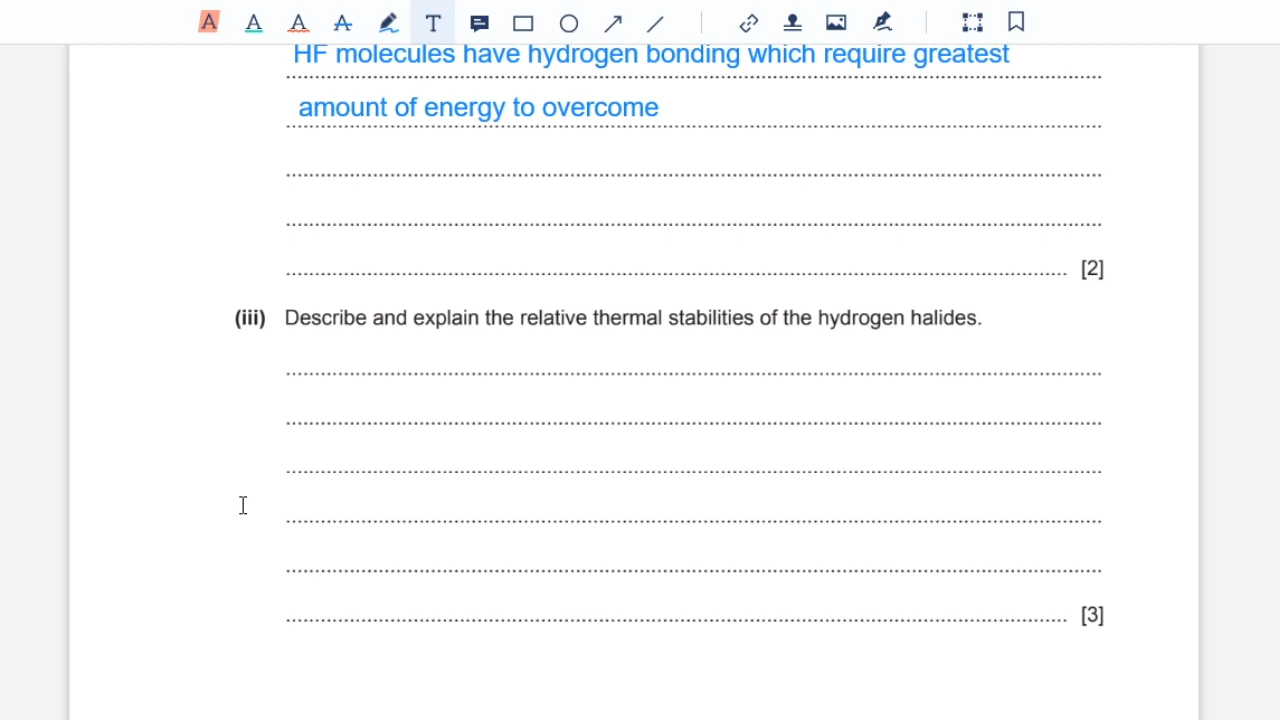 HF molecules have hydrogen bonding which require greatest
amount of energy to overcome
[2]
(iii) Describe and explain the relative thermal stabilities of the hydrogen halides.
[3]